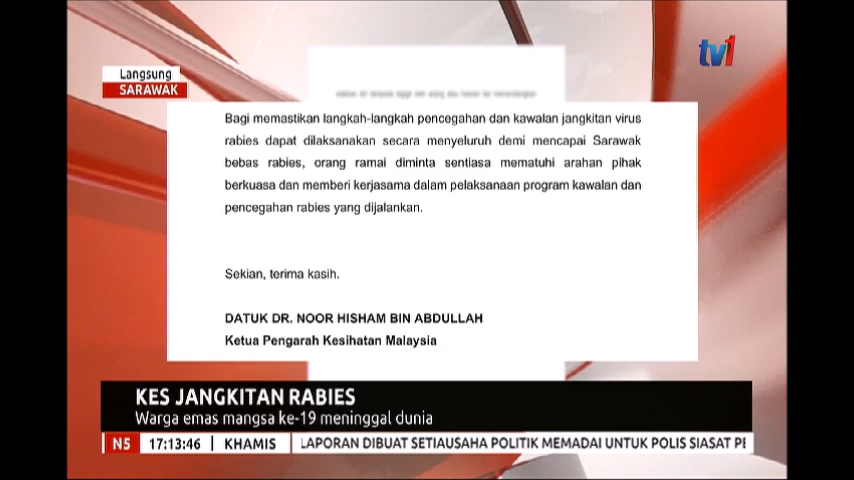 tv1
Langsung
SARAWAK
Bagi memastikan langkah-langkah pencegahan dan kawalan jangkitan virus
rabies dapat dilaksanakan secara menyeluruh demi mencapai Sarawak
bebas rabies, orang ramai diminta sentiasa mematuhi arahan pihak
berkuasa dan memberi kerjasama dalam pelaksanaan program kawalan dan
pencegahan rabies yang dijalankan.
Sekian, terima kasih.
DATUK DR. NOOR HISHAM BIN ABDULLAH
Ketua Pengarah Kesihatan Malaysia
KES JANGKITAN RABIES
Warga emas mangsa ke-19 meninggal dunia
N5 17:13:46 | KHAMIS LAPORAN DIBUAT SETIAUSAHA POLITIK MEMADAI UNTUK POLIS SIASAT